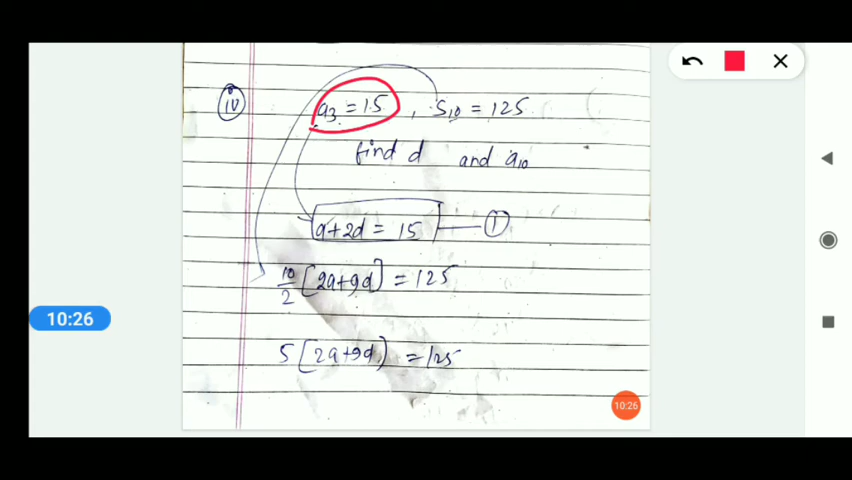 (iv) a3 = 15, S10 = 125
find d and a10
a+2d = 15 — (1)
10/2 [2a+9d] = 125
5 [2a+9d] = 125
10:26
10:26